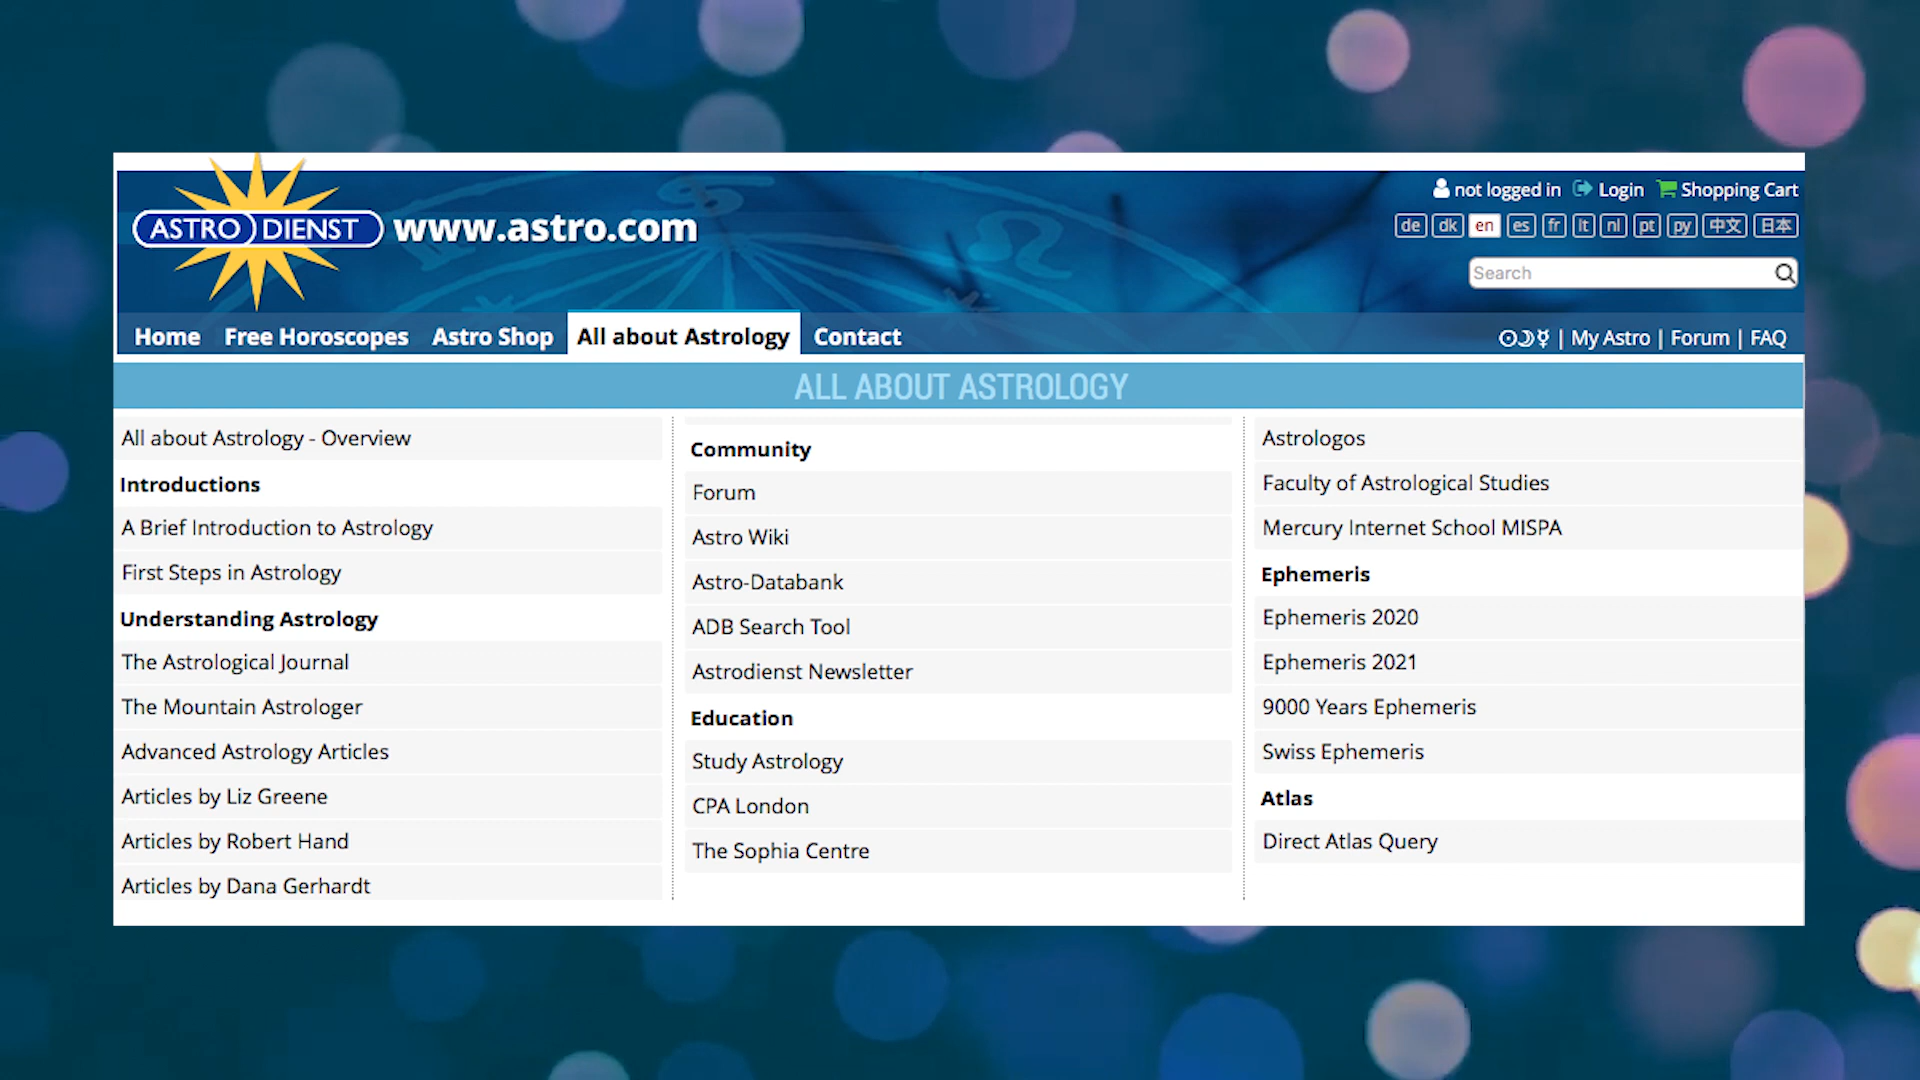 not logged in Login Shopping Cart
ASTRO DIENST www.astro.com
de dk en es fr lt nl pt py 中文 日本
Search
Home Free Horoscopes Astro Shop All about Astrology Contact
| My Astro | Forum | FAQ
ALL ABOUT ASTROLOGY
All about Astrology - Overview
Introductions
A Brief Introduction to Astrology
First Steps in Astrology
Understanding Astrology
The Astrological Journal
The Mountain Astrologer
Advanced Astrology Articles
Articles by Liz Greene
Articles by Robert Hand
Articles by Dana Gerhardt
Community
Forum
Astro Wiki
Astro-Databank
ADB Search Tool
Astrodienst Newsletter
Education
Study Astrology
CPA London
The Sophia Centre
Astrologos
Faculty of Astrological Studies
Mercury Internet School MISPA
Ephemeris
Ephemeris 2020
Ephemeris 2021
9000 Years Ephemeris
Swiss Ephemeris
Atlas
Direct Atlas Query